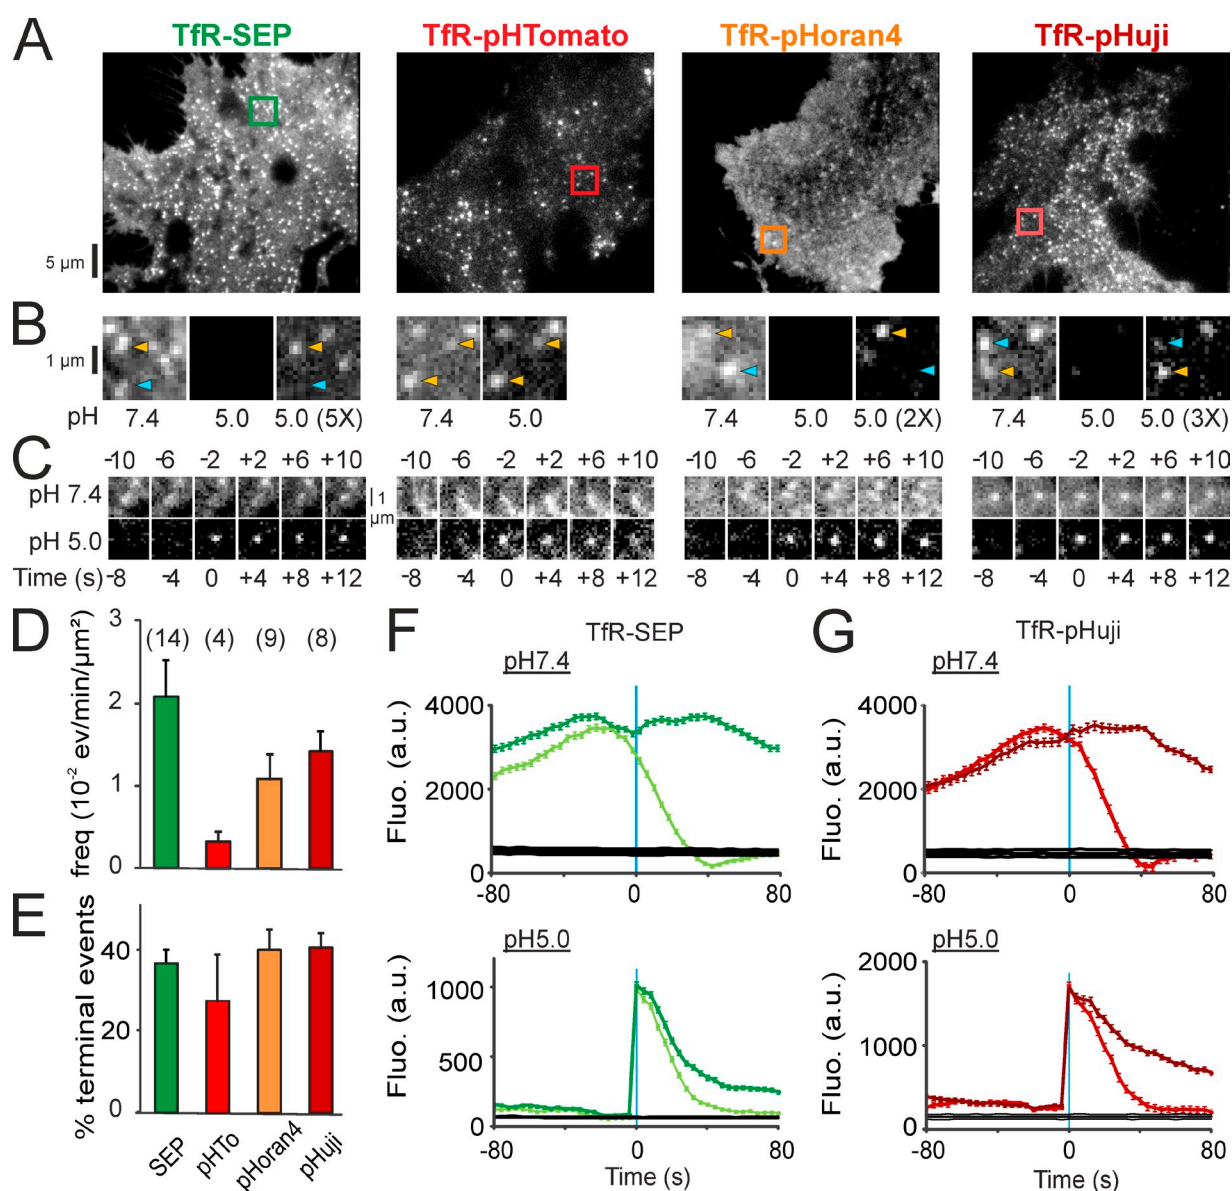 A
TfR-SEP TfR-pHTomato TfR-pHoran4 TfR-pHuji
5 µm
B
1 µm
pH 7.4 5.0 5.0 (5X) 7.4 5.0 7.4 5.0 5.0 (2X) 7.4 5.0 5.0 (3X)
C
-10 -6 -2 +2 +6 +10 -10 -6 -2 +2 +6 +10 -10 -6 -2 +2 +6 +10 -10 -6 -2 +2 +6 +10
pH 7.4
1
µm
pH 5.0
Time (s) -8 -4 0 +4 +8 +12 -8 -4 0 +4 +8 +12 -8 -4 0 +4 +8 +12 -8 -4 0 +4 +8 +12
D
freq (10⁻² ev/min/µm²)
3
2
1
0
(14) (4) (9) (8)
E
% terminal events
40
20
0
SEP pHTo pHoran4 pHuji
F
TfR-SEP
pH7.4
Fluo. (a.u.)
4000
2000
0
-80 0 80
pH5.0
Fluo. (a.u.)
1000
500
0
-80 0 80
Time (s)
G
TfR-pHuji
pH7.4
Fluo. (a.u.)
4000
2000
0
-80 0 80
pH5.0
Fluo. (a.u.)
2000
1000
0
-80 0 80
Time (s)